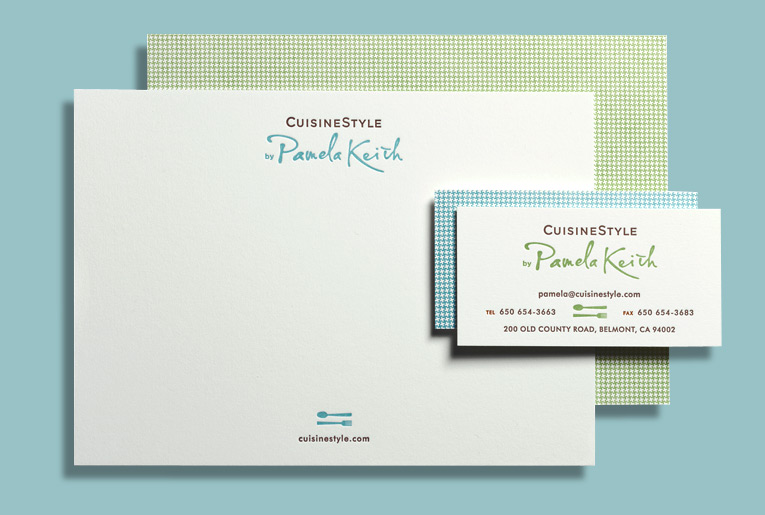 CUISINESTYLE
by Pamela Keith
cuisinestyle.com
CUISINESTYLE
by Pamela Keith
pamela@cuisinestyle.com
TEL 650 654-3663 FAX 650 654-3683
200 OLD COUNTY ROAD, BELMONT, CA 94002